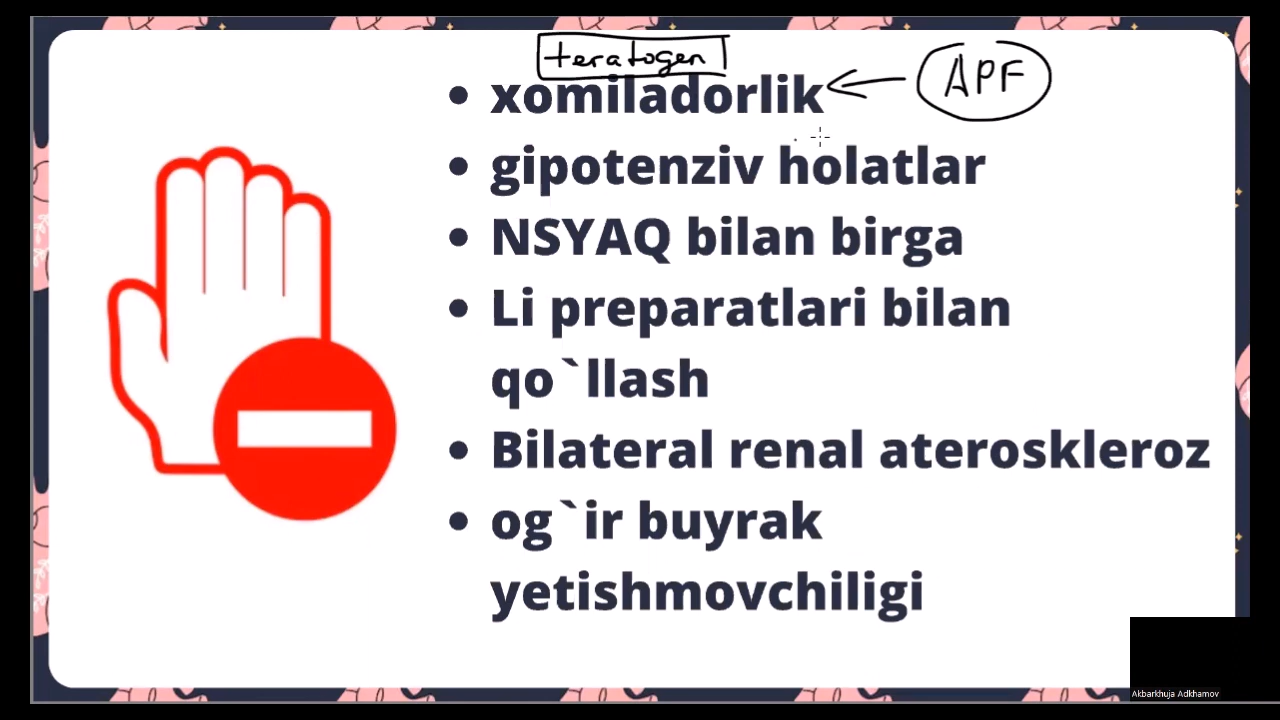 teratogen
• xomiladorlik ← APF
• gipotenziv holatlar
• NSYAQ bilan birga
• Li preparatlari bilan
qo`llash
• Bilateral renal ateroskleroz
• og`ir buyrak
yetishmovchiligi
Akbarkhuja Adkhamov